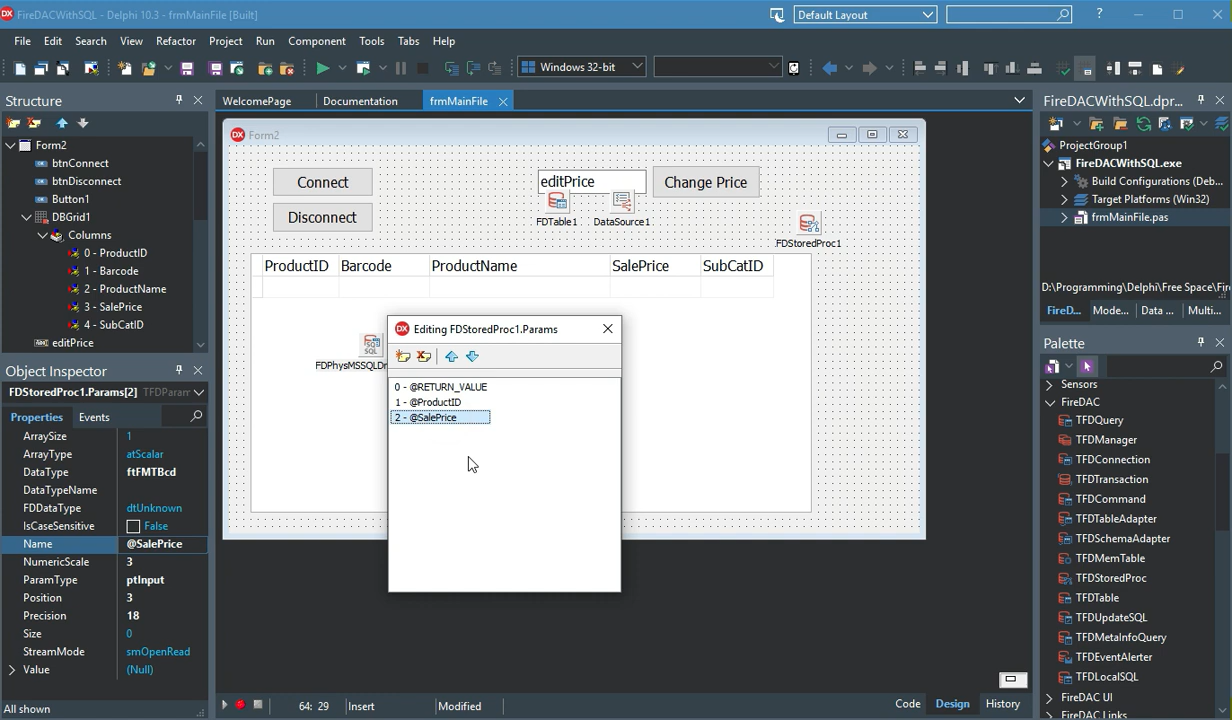 FireDACWithSQL - Delphi 10.3 - frmMainFile [Built]
Default Layout
File Edit Search View Refactor Project Run Component Tools Tabs Help
Windows 32-bit
Structure
Form2
btnConnect
btnDisconnect
Button1
DBGrid1
Columns
0 - ProductID
1 - Barcode
2 - ProductName
3 - SalePrice
4 - SubCatID
editPrice
Object Inspector
FDStoredProc1.Params[2] TFDParam
Properties Events
ArraySize 1
ArrayType atScalar
DataType ftFMTBcd
DataTypeName
FDDataType dtUnknown
IsCaseSensitive False
Name @SalePrice
NumericScale 3
ParamType ptInput
Position 3
Precision 18
Size 0
StreamMode smOpenRead
Value (Null)
All shown
WelcomePage Documentation frmMainFile
Form2
Connect
Disconnect
editPrice
Change Price
FDTable1
DataSource1
FDStoredProc1
ProductID Barcode ProductName SalePrice SubCatID
FDPhysMSSQLDr
Editing FDStoredProc1.Params
0 - @RETURN_VALUE
1 - @ProductID
2 - @SalePrice
64: 29 Insert Modified
Code Design History
FireDACWithSQL.dpr...
ProjectGroup1
FireDACWithSQL.exe
Build Configurations (Deb...
Target Platforms (Win32)
frmMainFile.pas
D:\Programming\Delphi\Free Space\Fir
FireD... Mode... Data ... Multi...
Palette
Sensors
FireDAC
TFDQuery
TFDManager
TFDConnection
TFDTransaction
TFDCommand
TFDTableAdapter
TFDSchemaAdapter
TFDMemTable
TFDStoredProc
TFDTable
TFDUpdateSQL
TFDMetaInfoQuery
TFDEventAlerter
TFDLocalSQL
FireDAC UI
FireDAC Links